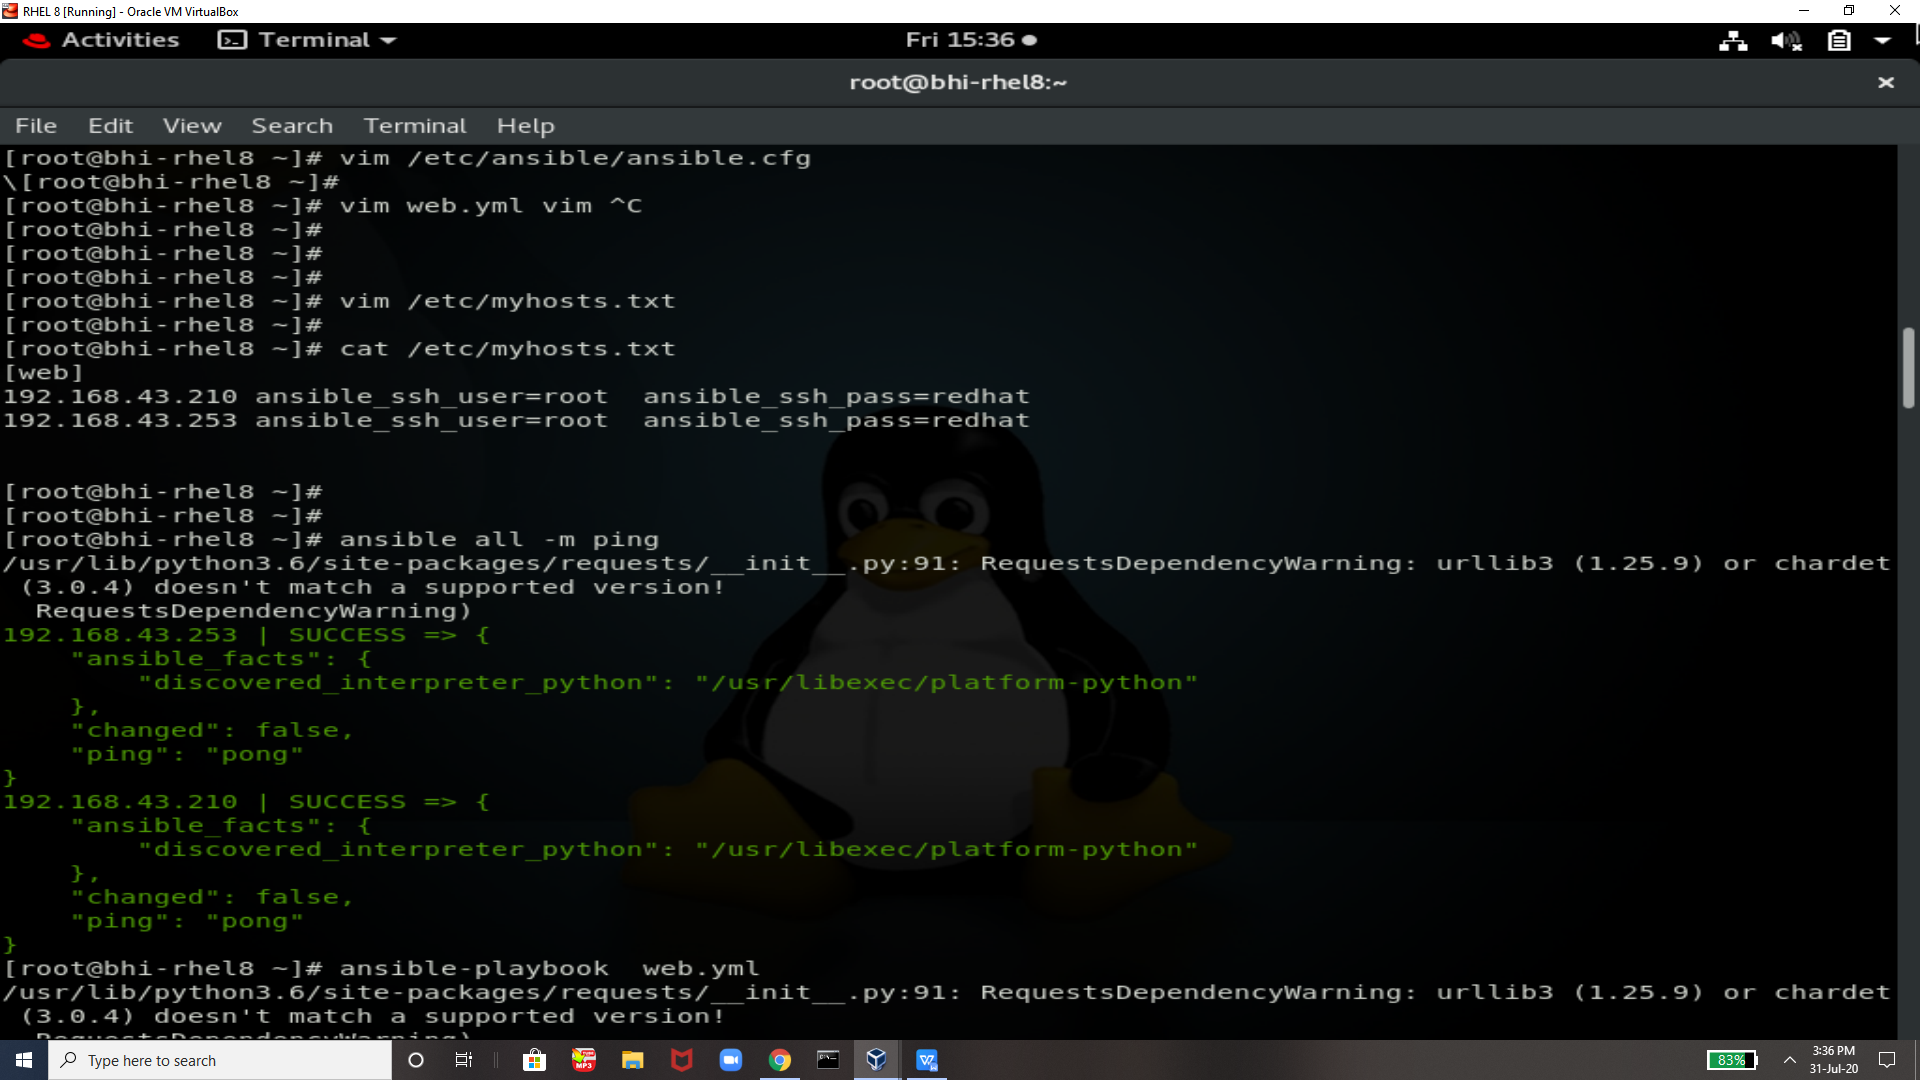 RHEL 8 [Running] - Oracle VM VirtualBox
Activities Terminal Fri 15:36
root@bhi-rhel8:~
File Edit View Search Terminal Help
[root@bhi-rhel8 ~]# vim /etc/ansible/ansible.cfg
\[root@bhi-rhel8 ~]#
[root@bhi-rhel8 ~]# vim web.yml vim ^C
[root@bhi-rhel8 ~]#
[root@bhi-rhel8 ~]#
[root@bhi-rhel8 ~]#
[root@bhi-rhel8 ~]# vim /etc/myhosts.txt
[root@bhi-rhel8 ~]#
[root@bhi-rhel8 ~]# cat /etc/myhosts.txt
[web]
192.168.43.210 ansible_ssh_user=root  ansible_ssh_pass=redhat
192.168.43.253 ansible_ssh_user=root  ansible_ssh_pass=redhat
[root@bhi-rhel8 ~]#
[root@bhi-rhel8 ~]#
[root@bhi-rhel8 ~]# ansible all -m ping
/usr/lib/python3.6/site-packages/requests/__init__.py:91: RequestsDependencyWarning: urllib3 (1.25.9) or chardet
 (3.0.4) doesn't match a supported version!
  RequestsDependencyWarning)
192.168.43.253 | SUCCESS => {
    "ansible_facts": {
        "discovered_interpreter_python": "/usr/libexec/platform-python"
    },
    "changed": false,
    "ping": "pong"
}
192.168.43.210 | SUCCESS => {
    "ansible_facts": {
        "discovered_interpreter_python": "/usr/libexec/platform-python"
    },
    "changed": false,
    "ping": "pong"
}
[root@bhi-rhel8 ~]# ansible-playbook  web.yml
/usr/lib/python3.6/site-packages/requests/__init__.py:91: RequestsDependencyWarning: urllib3 (1.25.9) or chardet
 (3.0.4) doesn't match a supported version!
  RequestsDependencyWarning)
Type here to search
MP3
83%
3:36 PM
31-Jul-20